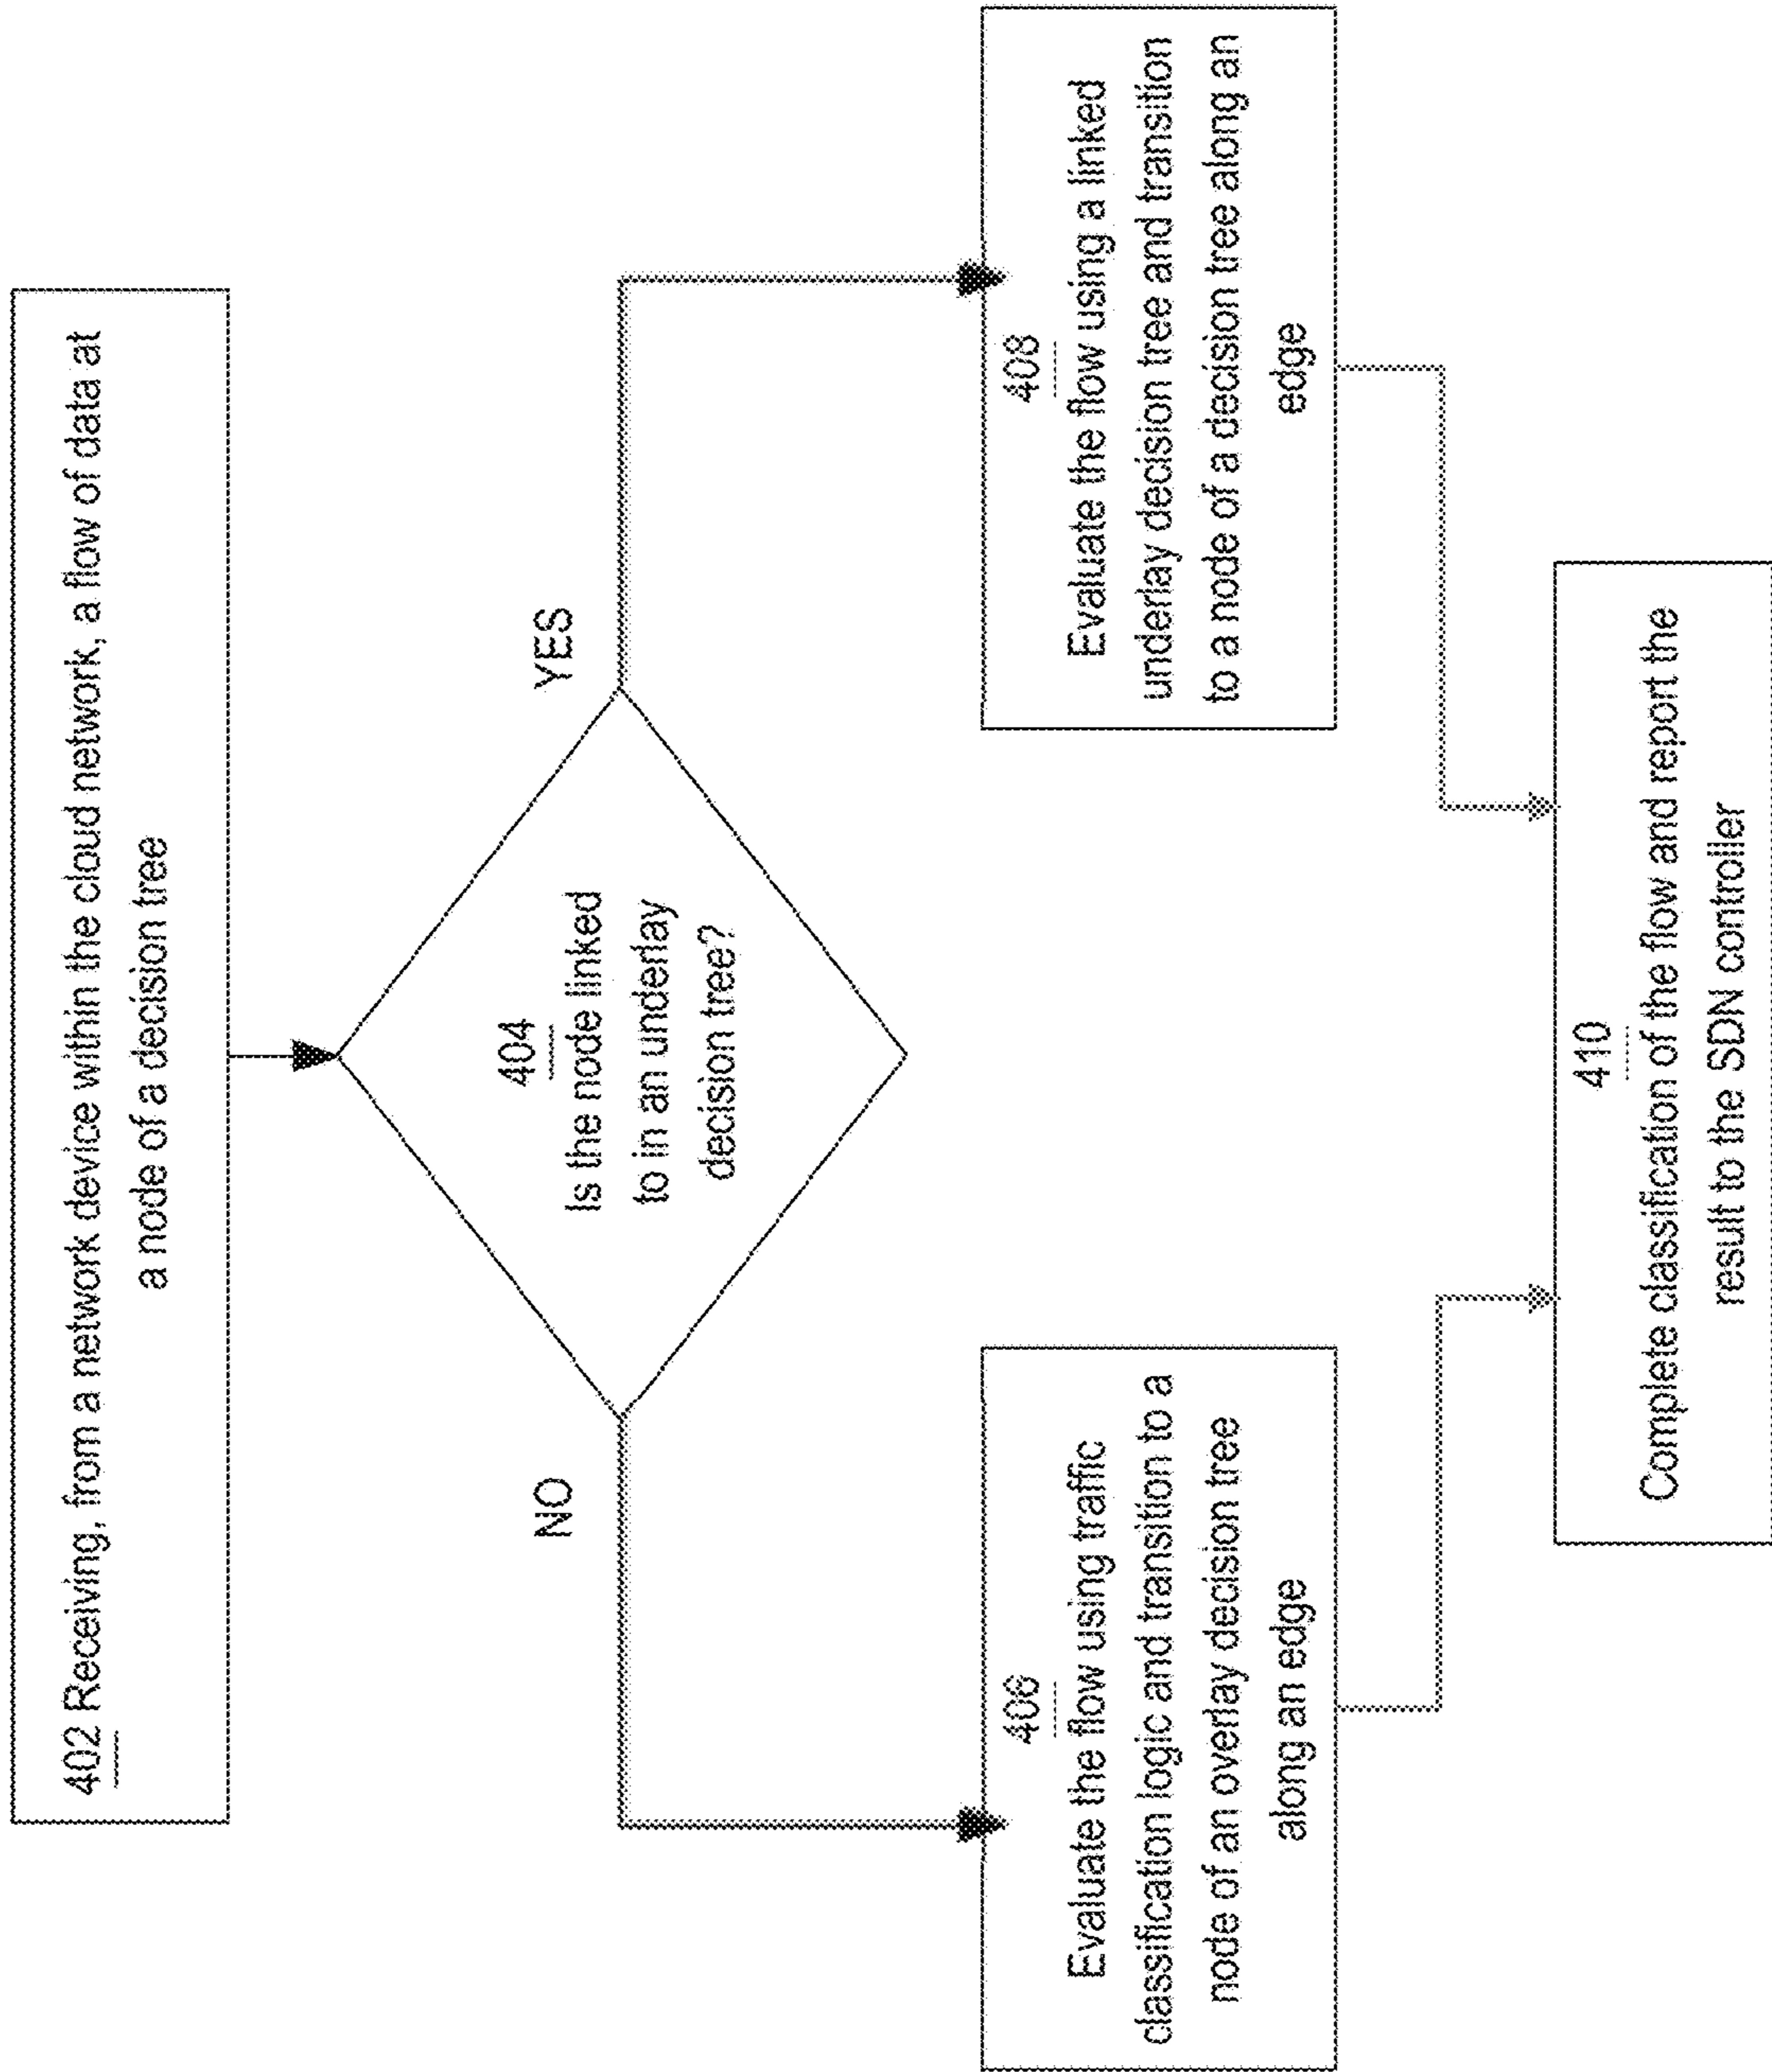 402 Receiving, from a network device within the cloud network, a flow of data at
a node of a decision tree
404
Is the node linked
to in an underlay
decision tree?
NO
YES
406
Evaluate the flow using traffic
classification logic and transition to a
node of an overlay decision tree
along an edge
408
Evaluate the flow using a linked
underlay decision tree and transition
to a node of a decision tree along an
edge
410
Complete classification of the flow and report the
result to the SDN controller